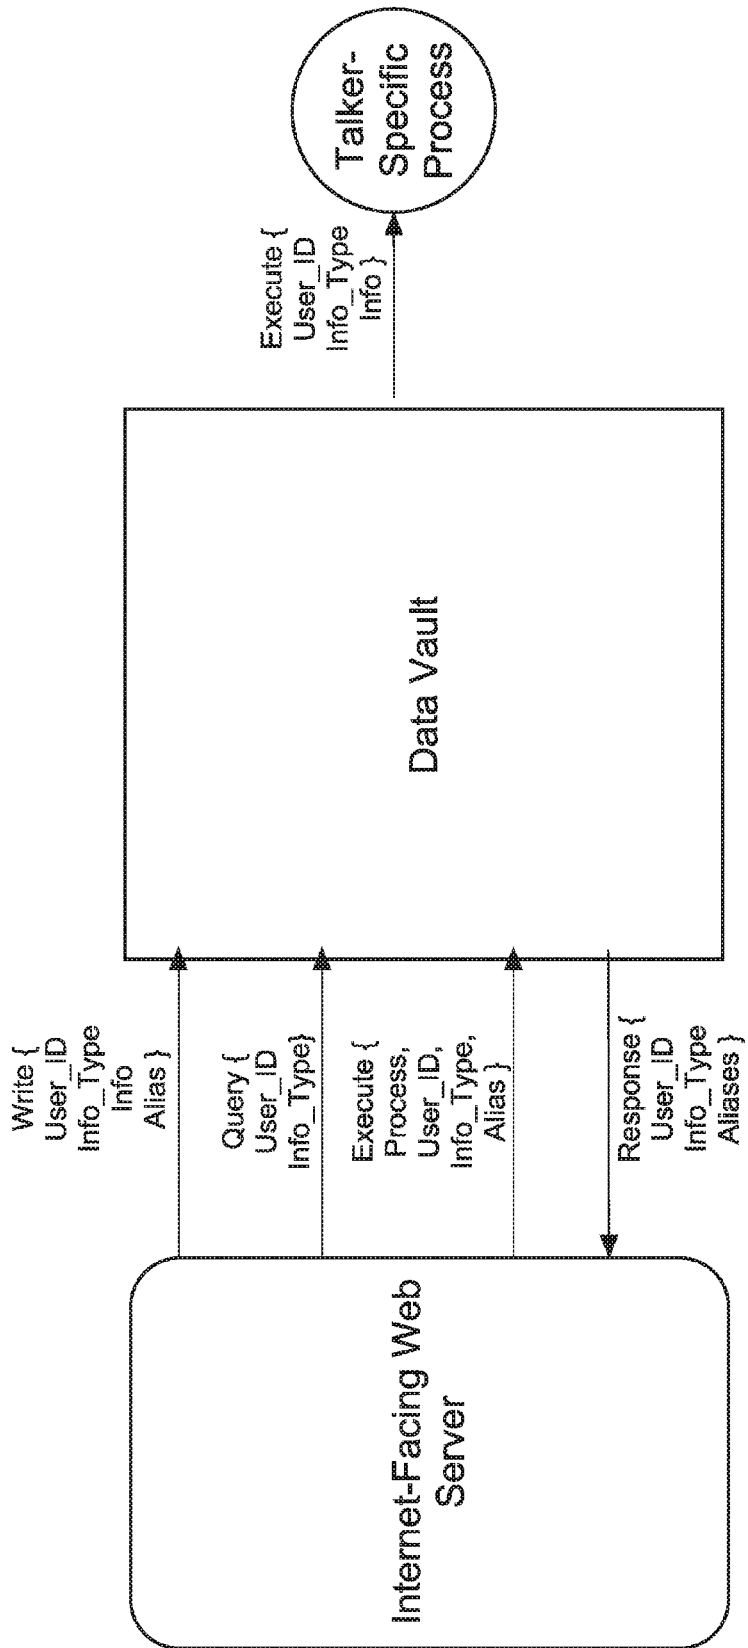 Internet-Facing Web
Server
Write {
User_ID
Info_Type
Info
Alias }
Query {
User_ID
Info_Type}
Execute {
Process,
User_ID,
Info_Type,
Alias }
Response {
User_ID
Info_Type
Aliases }
Data Vault
Execute {
User_ID
Info_Type
Info }
Talker-
Specific
Process